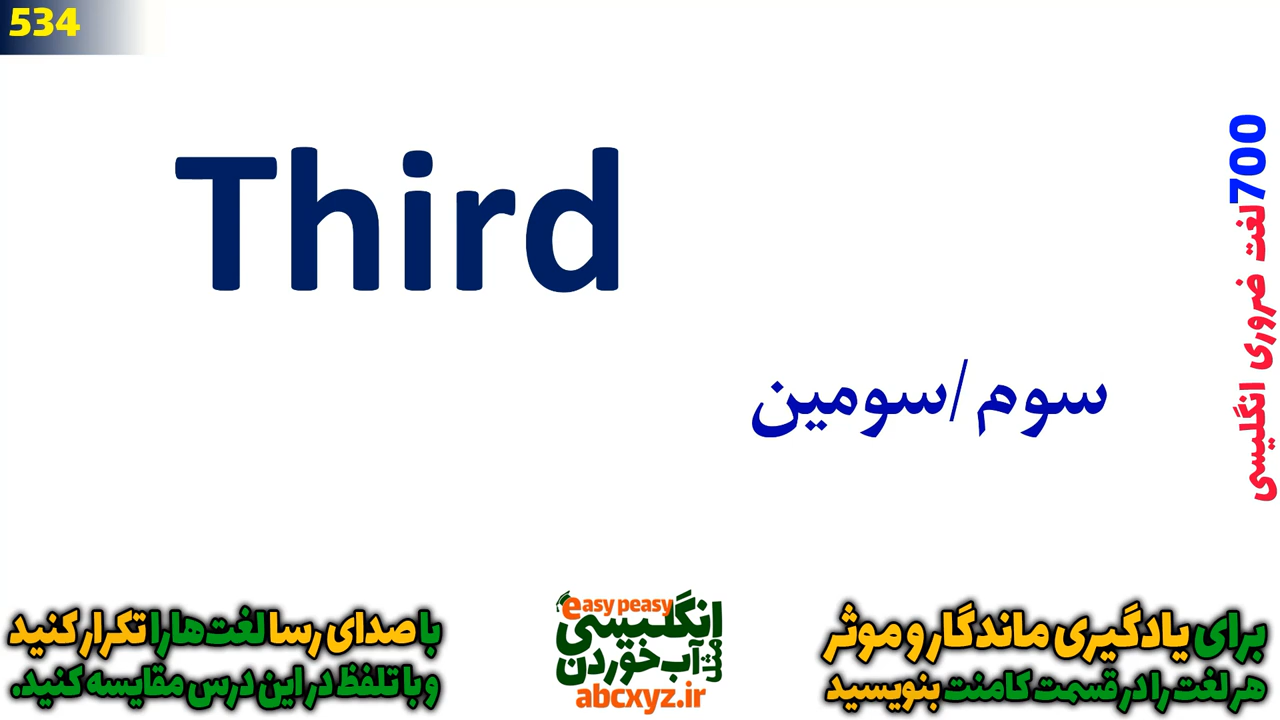 534
Third
سوم /سومین
700 لغت ضروری انگلیسی
برای یادگیری ماندگار و موثر
هر لغت را در قسمت کامنت بنویسید
easy peasy
انگلیسی
مثل آب خوردن
abcxyz.ir
با صدای رسا لغت‌ها را تکرار کنید
و با تلفظ در این درس مقایسه کنید.